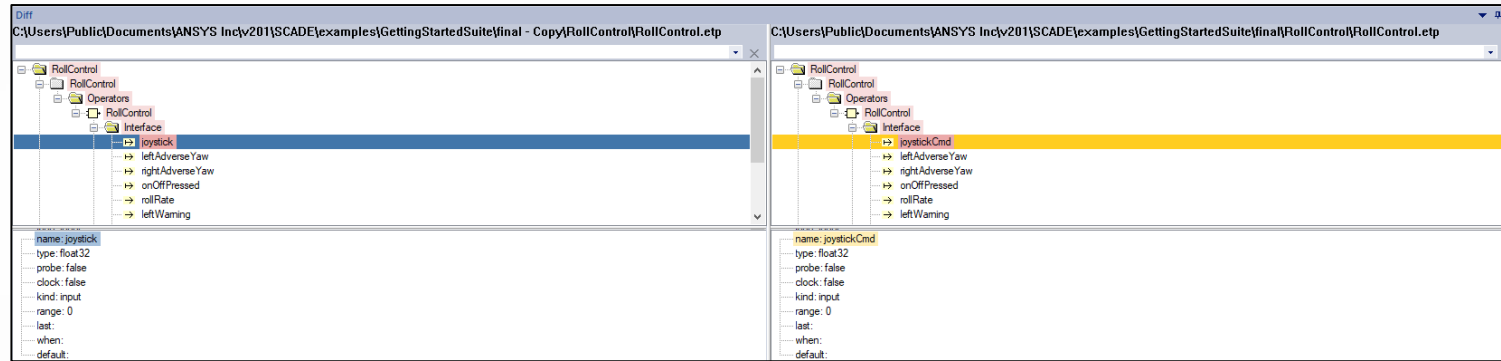 Diff
C:\Users\Public\Documents\ANSYS Inc\v201\SCADE\examples\GettingStartedSuite\final - Copy\RollControl\RollControl.etp
RollControl
RollControl
Operators
RollControl
Interface
joystick
leftAdverseYaw
rightAdverseYaw
onOffPressed
rollRate
leftWarning
name: joystick
type: float32
probe: false
clock: false
kind: input
range: 0
last:
when:
default:
C:\Users\Public\Documents\ANSYS Inc\v201\SCADE\examples\GettingStartedSuite\final\RollControl\RollControl.etp
RollControl
RollControl
Operators
RollControl
Interface
joystickCmd
leftAdverseYaw
rightAdverseYaw
onOffPressed
rollRate
leftWarning
name: joystickCmd
type: float32
probe: false
clock: false
kind: input
range: 0
last:
when:
default: